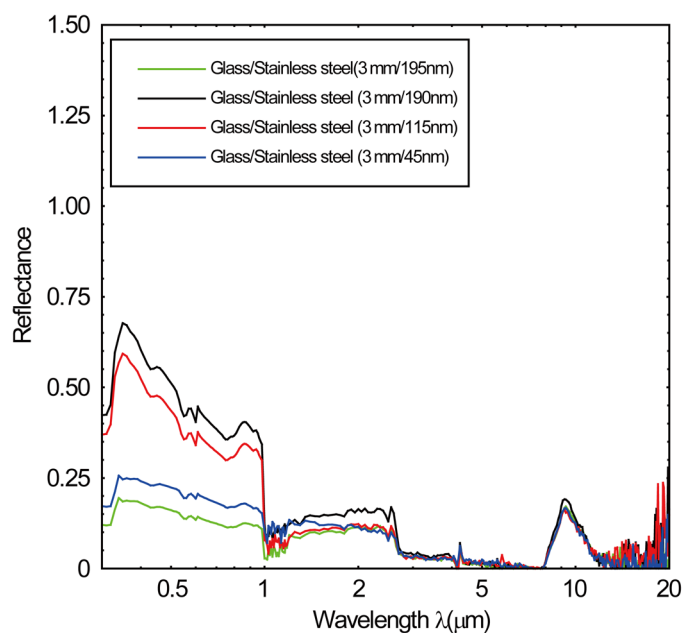 1.50
Glass/Stainless steel(3 mm/195nm)
Glass/Stainless steel (3 mm/190nm)
1.25
Glass/Stainless steel (3 mm/115nm)
Glass/Stainless steel (3 mm/45nm)
1.00
Reflectance
0.75
0.50
0.25
0
0.5 1 2 5 10 20
Wavelength λ(μm)